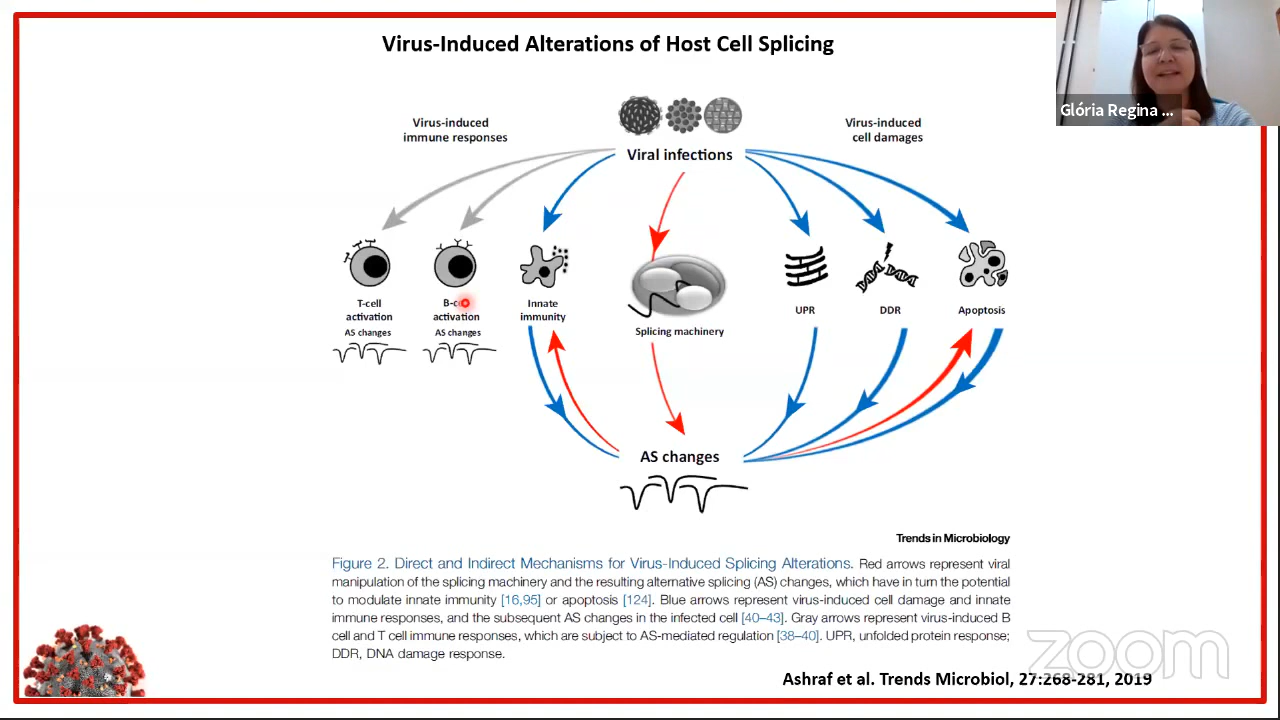 Virus-Induced Alterations of Host Cell Splicing
Glória Regina ...
Virus-induced
immune responses
Virus-induced
cell damages
Viral infections
T-cell
activation
AS changes
activation
AS changes
Innate
immunity
Splicing machinery
UPR
DDR
Apoptosis
AS changes
Trends in Microbiology
Figure 2. Direct and Indirect Mechanisms for Virus-Induced Splicing Alterations. Red arrows represent viral
manipulation of the splicing machinery and the resulting alternative splicing (AS) changes, which have in turn the potential
to modulate innate immunity [16,95] or apoptosis [124]. Blue arrows represent virus-induced cell damage and innate
immune responses, and the subsequent AS changes in the infected cell [40–43]. Gray arrows represent virus-induced B
cell and T cell immune responses, which are subject to AS-mediated regulation [38–40]. UPR, unfolded protein response;
DDR, DNA damage response.
zoom
Ashraf et al. Trends Microbiol, 27:268-281, 2019